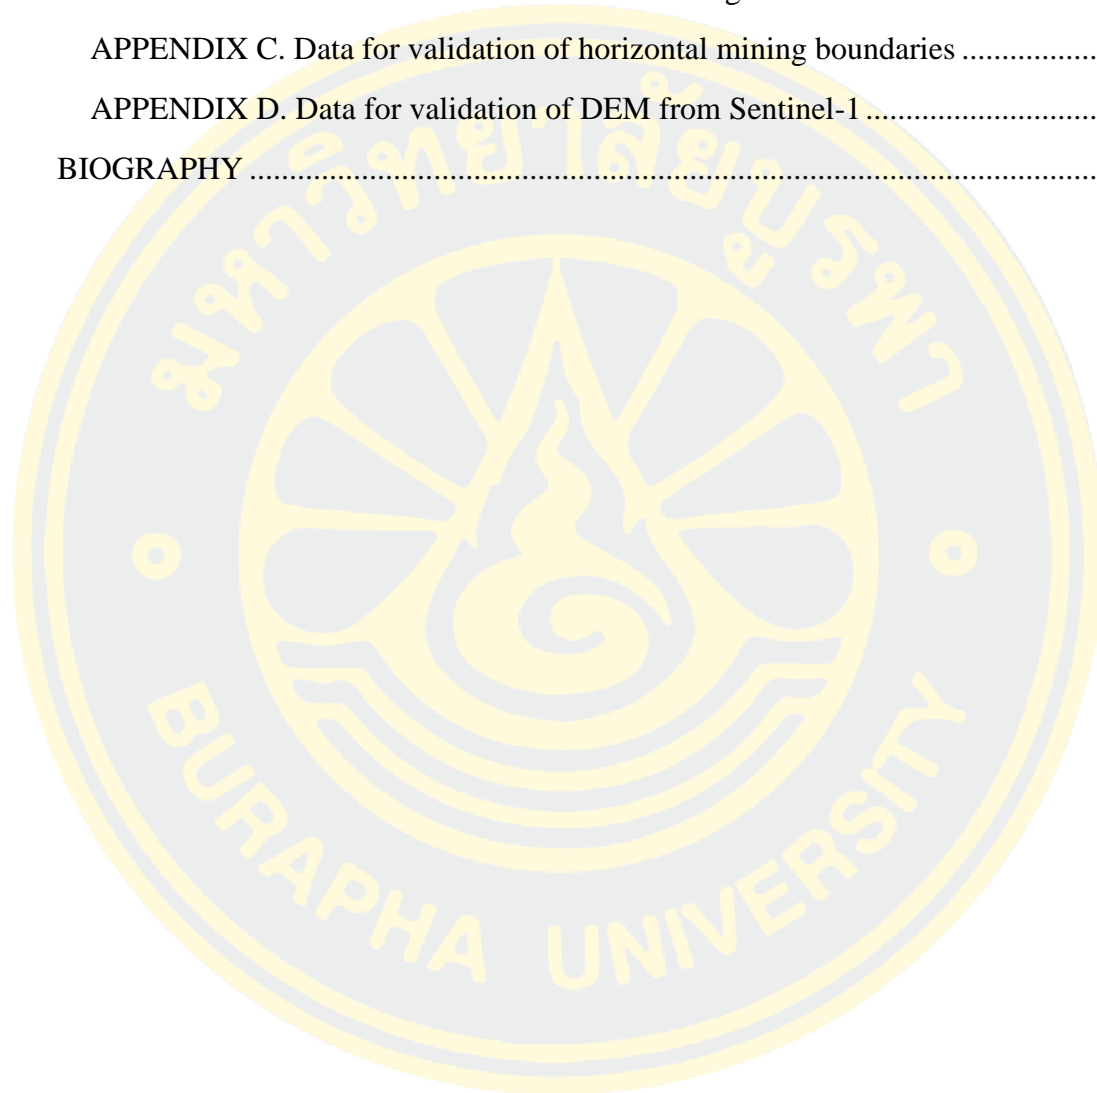 APPENDIX C. Data for validation of horizontal mining boundaries ................
APPENDIX D. Data for validation of DEM from Sentinel-1 ............................
BIOGRAPHY .....................................................................................................
มหาวิทยาลัยบูรพา
BURAPHA UNIVERSITY